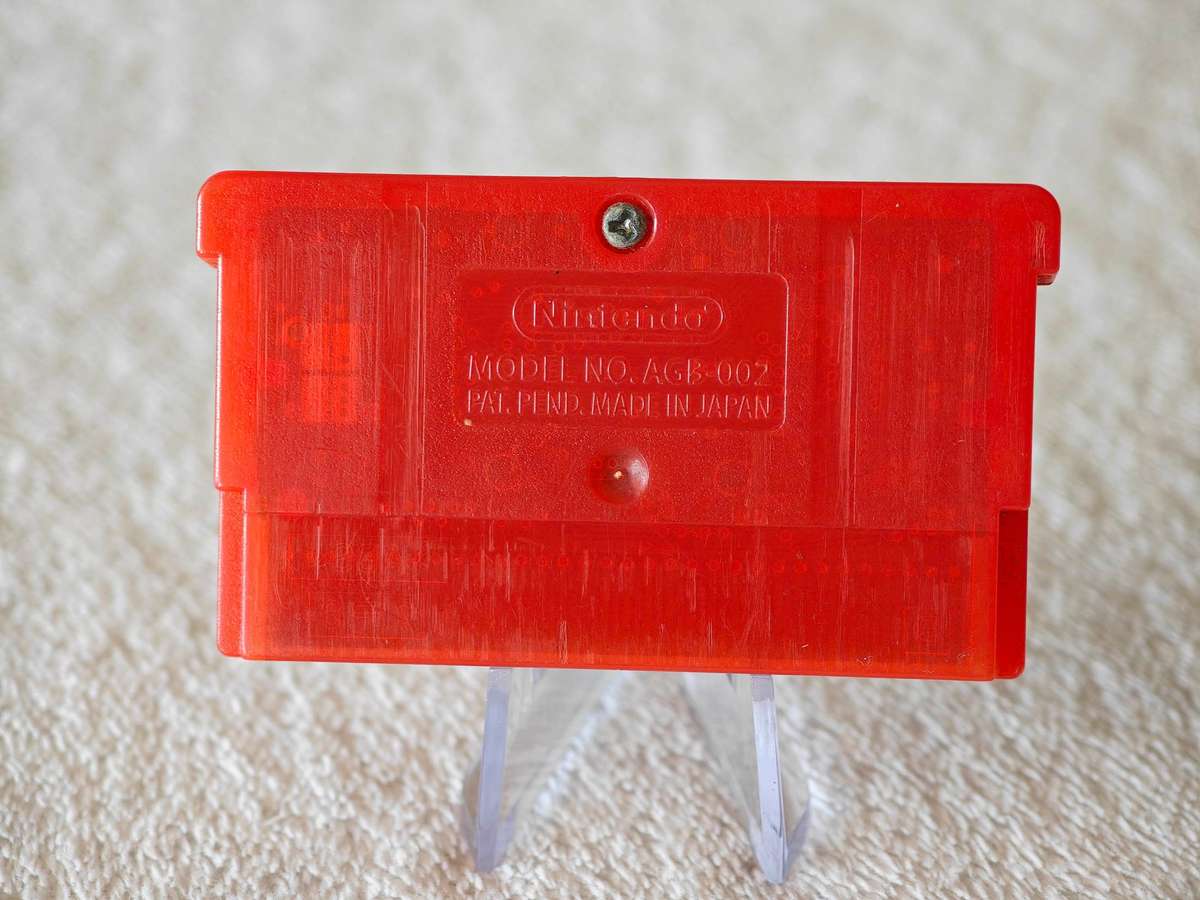 Nintendo
MODEL NO. AGB-002
PAT. PEND. MADE IN JAPAN